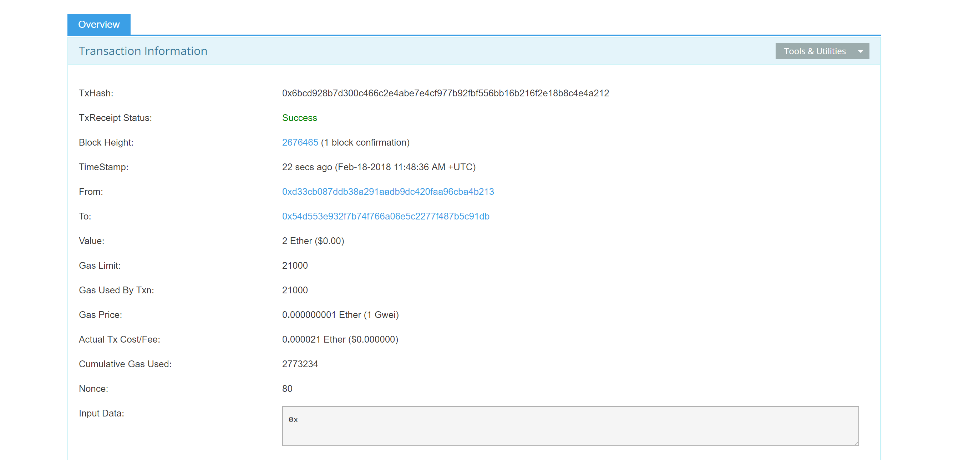 Overview
Transaction Information
Tools & Utilities
TxHash: 0x6bcd928b7d300c466c2e4abe7e4cf977b92fbf556bb16b216f2e18b8c4e4a212
TxReceipt Status: Success
Block Height: 2676465 (1 block confirmation)
TimeStamp: 22 secs ago (Feb-18-2018 11:48:36 AM +UTC)
From: 0xd33cb087ddb38a291aedb9dc420faa96cba4b213
To: 0x54d553e932f7b74f766a06e5c2277f487b5c91db
Value: 2 Ether ($0.00)
Gas Limit: 21000
Gas Used By Txn: 21000
Gas Price: 0.000000001 Ether (1 Gwei)
Actual Tx Cost/Fee: 0.000021 Ether ($0.000000)
Cumulative Gas Used: 2773234
Nonce: 80
Input Data: 0x